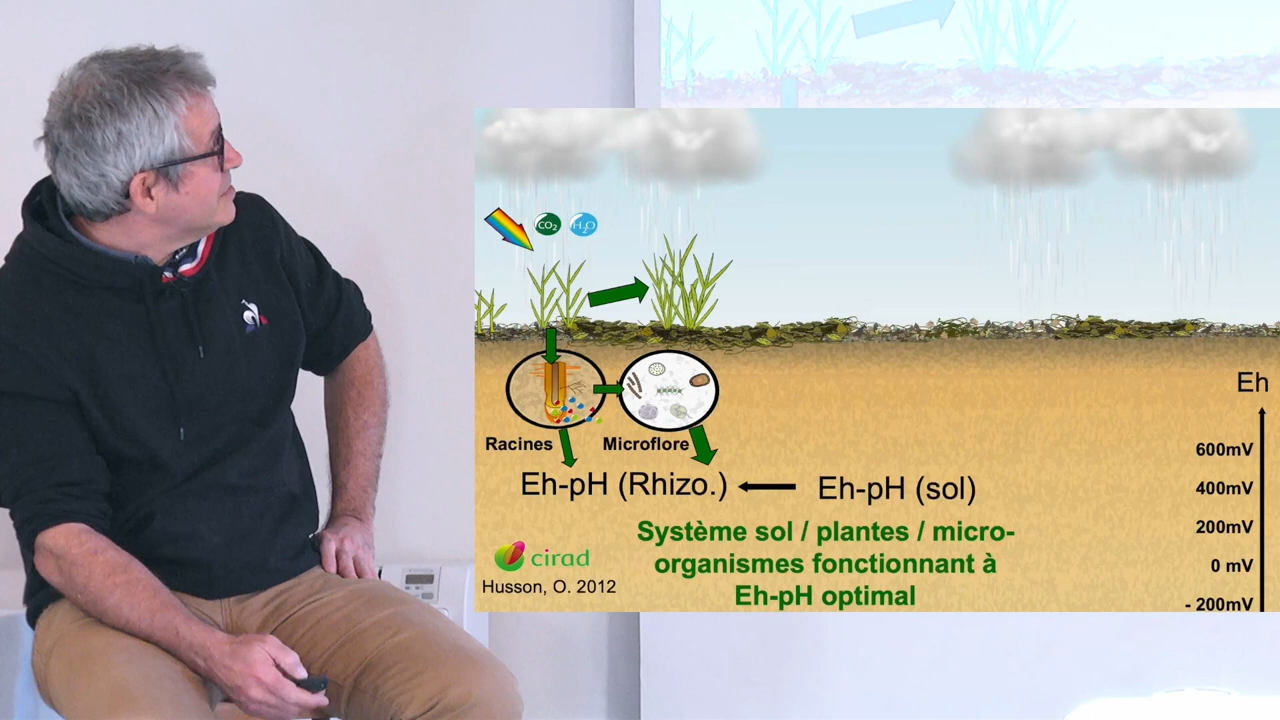 CO2
H2O
Eh
600mV
400mV
200mV
0 mV
- 200mV
Racines
Microflore
Eh-pH (Rhizo.)
Eh-pH (sol)
Système sol / plantes / micro-
organismes fonctionnant à
Eh-pH optimal
cirad
Husson, O. 2012